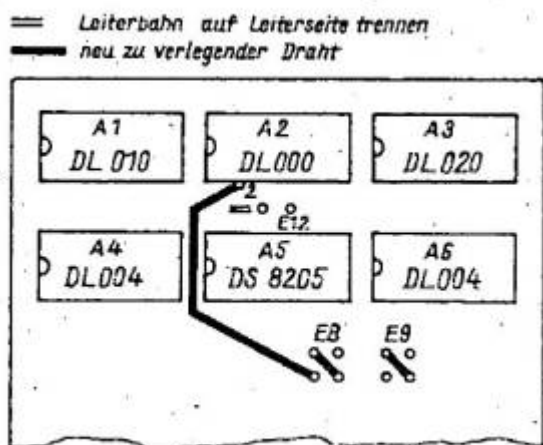 Leiterbahn auf Leiterseite trennen
neu zu verlegender Draht
A1
DL 010
A2
DL000
A3
DL020
2
E12
A4
DL004
A5
DS 8205
A6
DL004
E8
E9